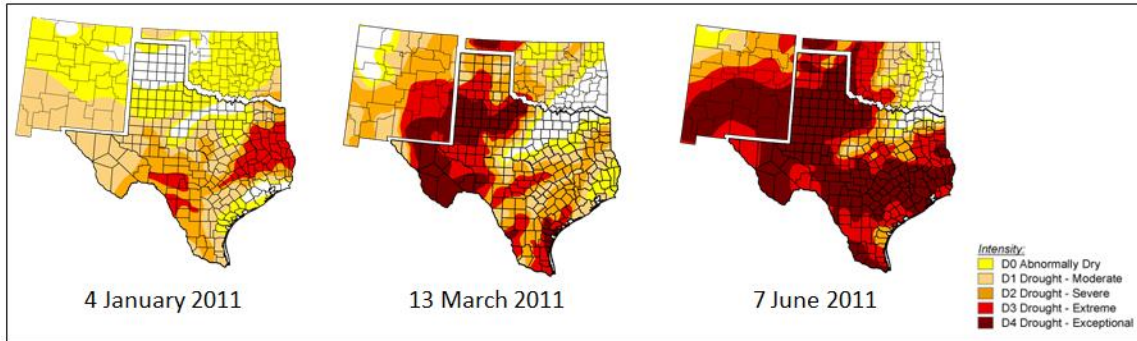 4 January 2011
13 March 2011
7 June 2011
Intensity:
D0 Abnormally Dry
D1 Drought - Moderate
D2 Drought - Severe
D3 Drought - Extreme
D4 Drought - Exceptional